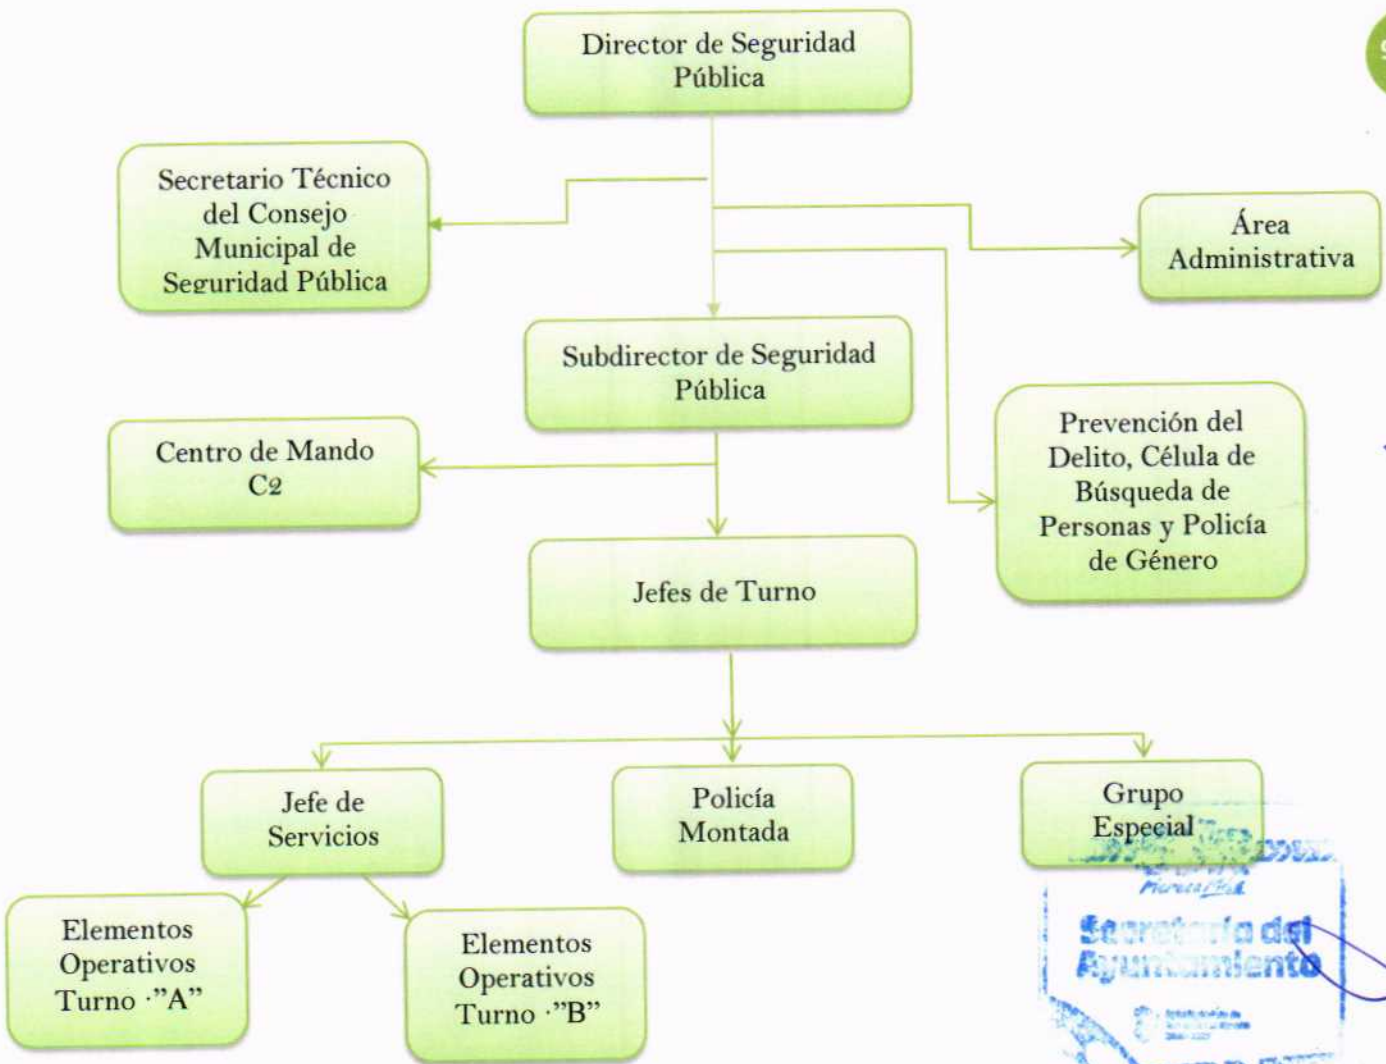 Director de Seguridad
Pública
Secretario Técnico
del Consejo
Municipal de
Seguridad Pública
Área
Administrativa
Subdirector de Seguridad
Pública
Centro de Mando
C2
Prevención del
Delito, Célula de
Búsqueda de
Personas y Policía
de Género
Jefes de Turno
Jefe de
Servicios
Policía
Montada
Grupo
Especial
Elementos
Operativos
Turno ·”A”
Elementos
Operativos
Turno ·”B”
Secretaría del
Ayuntamiento